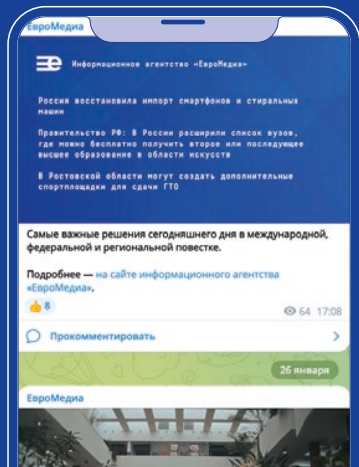 ЕвроМедиа
Информационное агентство «ЕвроМедиа»
Россия восстановила импорт смартфонов и стиральных
машин
Правительство РФ: В России расширили список вузов,
где можно бесплатно получить второе или последующее
высшее образование в области искусств
В Ростовской области могут создать дополнительные
спортплощадки для сдачи ГТО
Самые важные решения сегодняшнего дня в международной,
федеральной и региональной повестке.
Подробнее — на сайте информационного агентства
«ЕвроМедиа».
👍 8
64 17:08
Прокомментировать
26 января
ЕвроМедиа